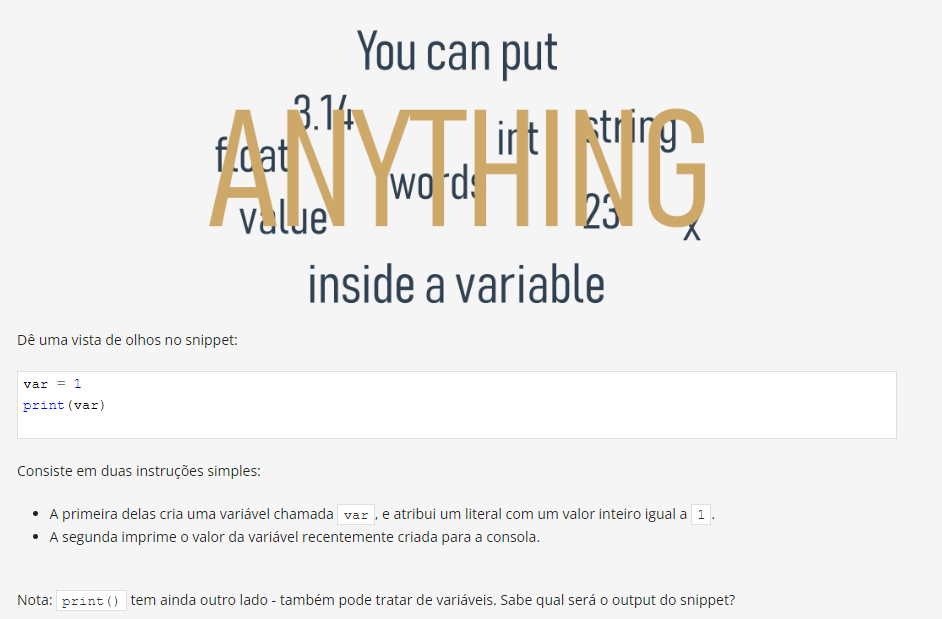 You can put
3.14
ANYTHING
string
int
float
words
value
23
x
inside a variable
Dê uma vista de olhos no snippet:
var = 1
print(var)
Consiste em duas instruções simples:
• A primeira delas cria uma variável chamada var, e atribui um literal com um valor inteiro igual a 1.
• A segunda imprime o valor da variável recentemente criada para a consola.
Nota: print() tem ainda outro lado - também pode tratar de variáveis. Sabe qual será o output do snippet?